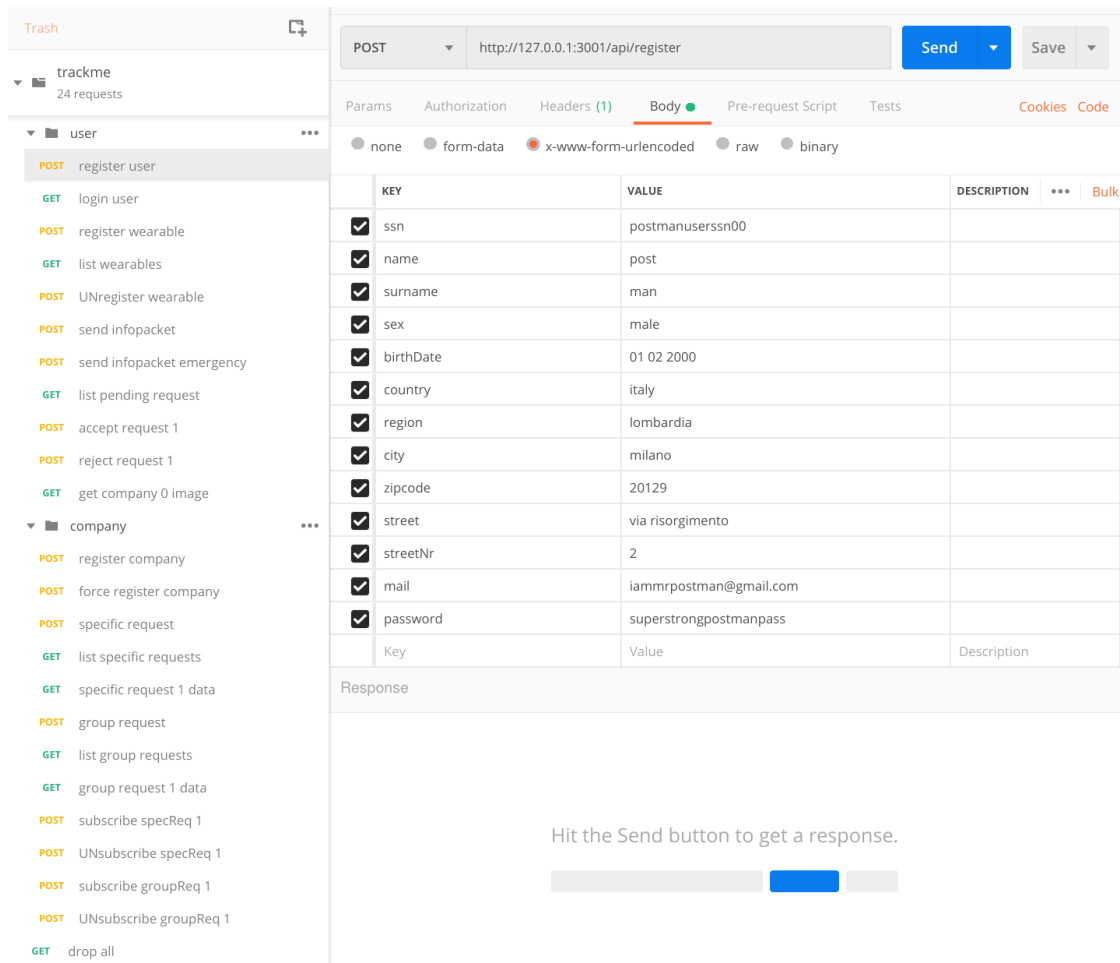 Trash
trackme
24 requests
user
POST register user
GET login user
POST register wearable
GET list wearables
POST UNregister wearable
POST send infopacket
POST send infopacket emergency
GET list pending request
POST accept request 1
POST reject request 1
GET get company 0 image
company
POST register company
POST force register company
POST specific request
GET list specific requests
GET specific request 1 data
POST group request
GET list group requests
GET group request 1 data
POST subscribe specReq 1
POST UNsubscribe specReq 1
POST subscribe groupReq 1
POST UNsubscribe groupReq 1
GET drop all
POST http://127.0.0.1:3001/api/register Send Save
Params Authorization Headers (1) Body Pre-request Script Tests Cookies Code
none form-data x-www-form-urlencoded raw binary
KEY VALUE DESCRIPTION Bulk
ssn postmanuserssn00
name post
surname man
sex male
birthDate 01 02 2000
country italy
region lombardia
city milano
zipcode 20129
street via risorgimento
streetNr 2
mail iammrpostman@gmail.com
password superstrongpostmanpass
Key Value Description
Response
Hit the Send button to get a response.